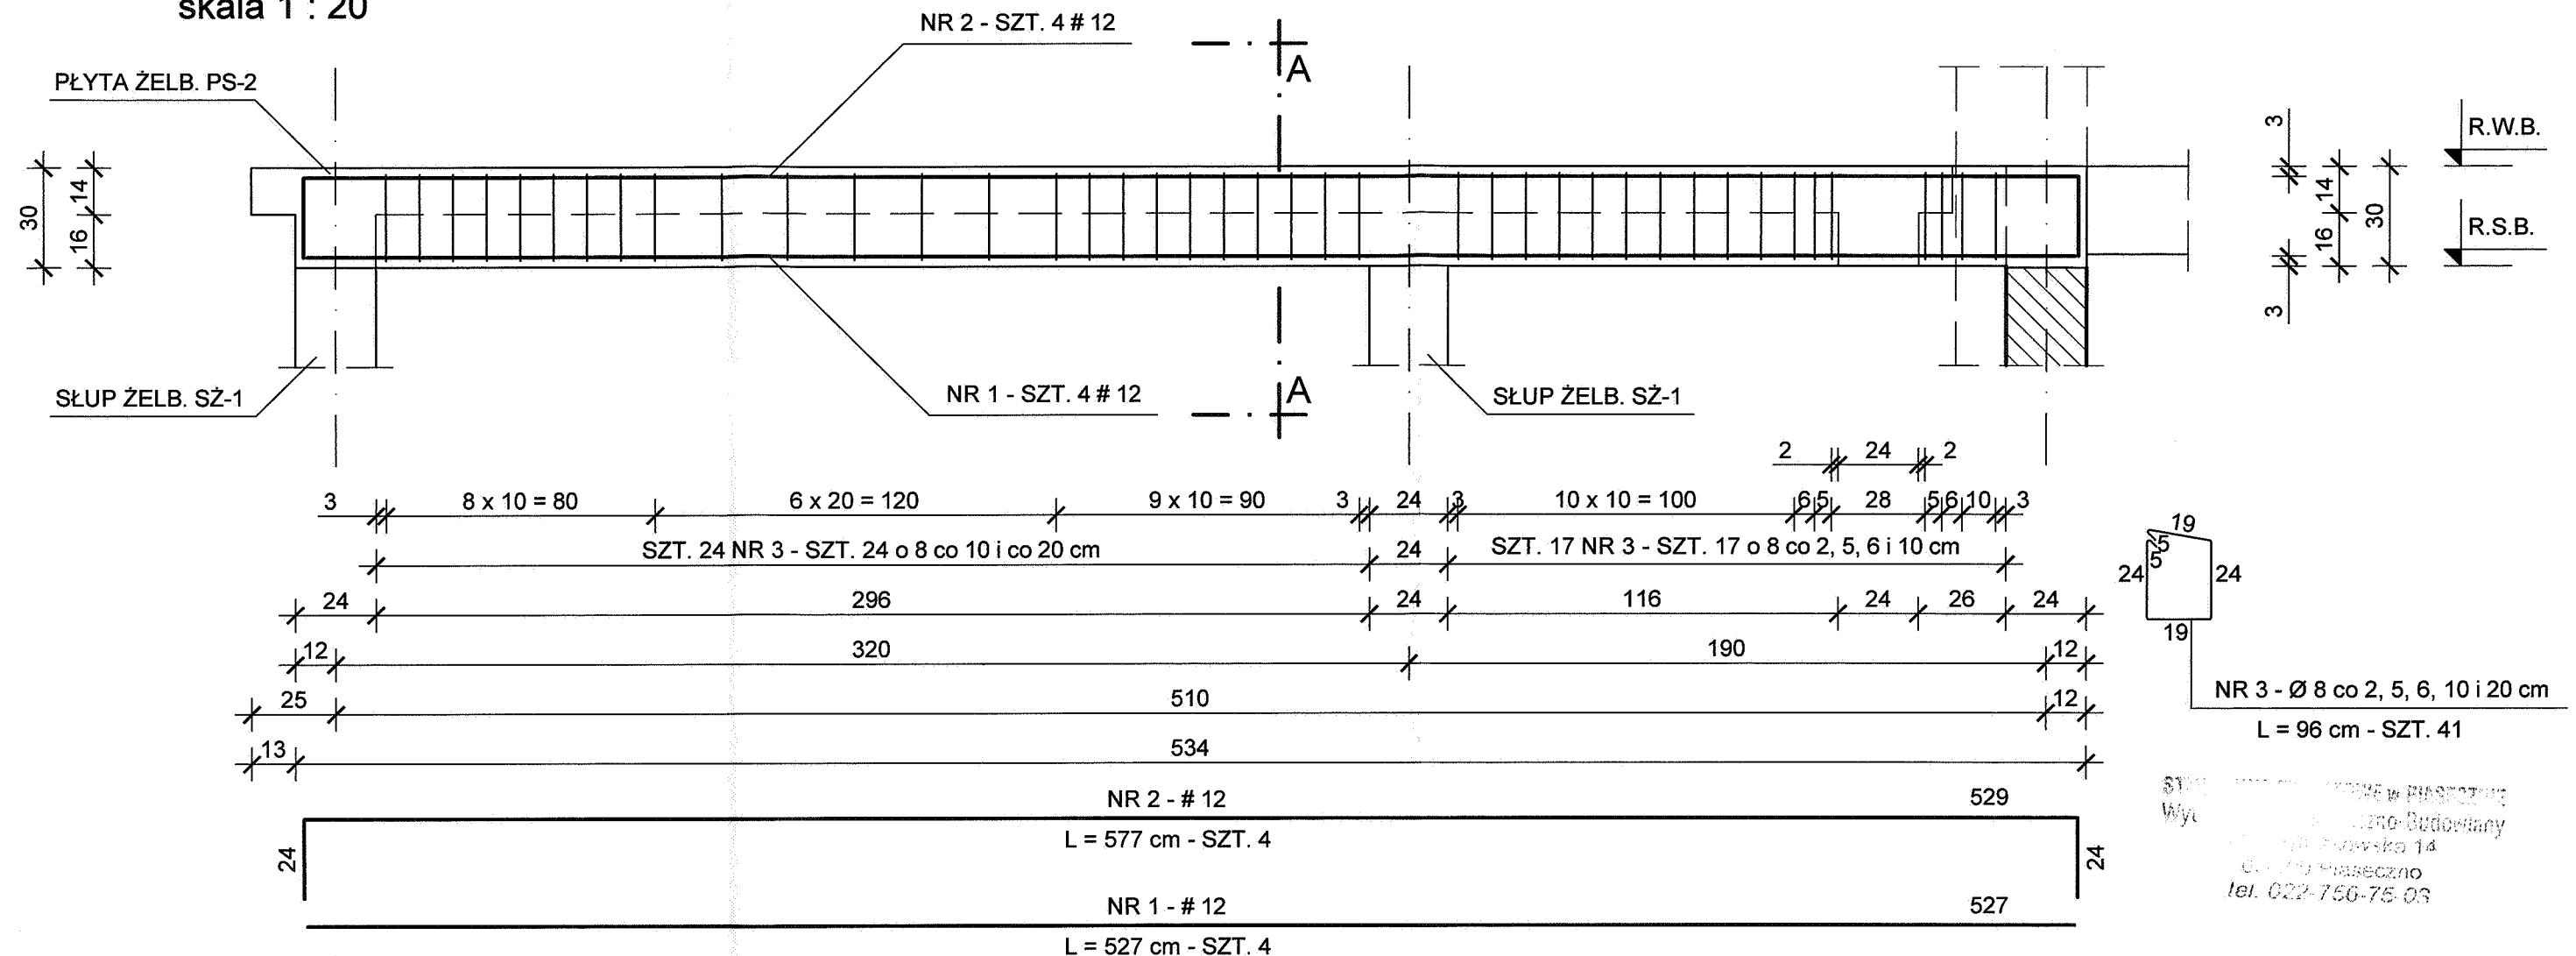 skala 1 : 20
NR 2 - SZT. 4 # 12
A
PŁYTA ŻELB. PS-2
R.W.B.
R.S.B.
30
14
16
3
14
16
30
3
SŁUP ŻELB. SŻ-1
NR 1 - SZT. 4 # 12
A
SŁUP ŻELB. SŻ-1
2 24 2
3 8 x 10 = 80 6 x 20 = 120 9 x 10 = 90 3 24 3 10 x 10 = 100 6 5 28 5 6 10 3
SZT. 24 NR 3 - SZT. 24 o 8 co 10 i co 20 cm 24 SZT. 17 NR 3 - SZT. 17 o 8 co 2, 5, 6 i 10 cm
24 296 24 116 24 26 24
12 320 190 12
25 510 12
13 534
19
5
5
24 24
19
NR 3 - Ø 8 co 2, 5, 6, 10 i 20 cm
L = 96 cm - SZT. 41
NR 2 - # 12 529
L = 577 cm - SZT. 4
24 24
NR 1 - # 12 527
L = 527 cm - SZT. 4
w PIASECZNIE
Budowlany
14
Piaseczno
tel. 022-756-75-03